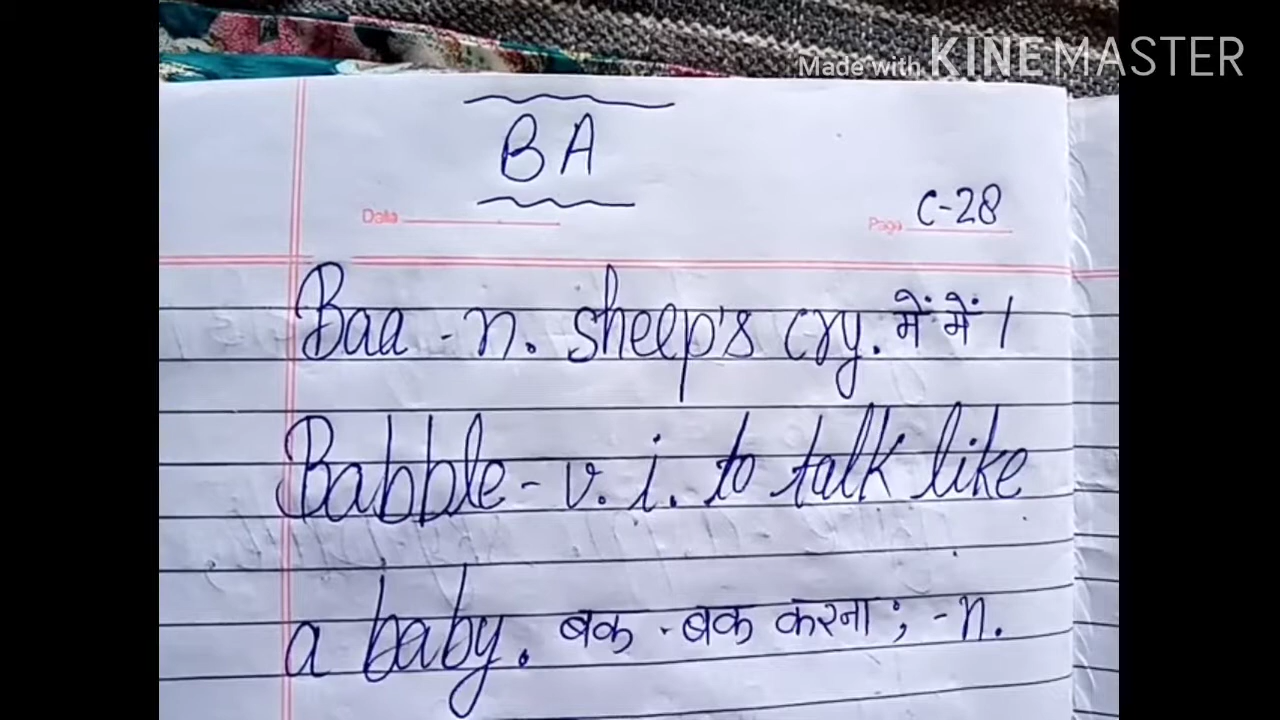 Made with KINEMASTER
BA
Date
Page C-28
Baa - n. sheep's cry. में में ।
Babble - v. i. to talk like
a baby. बक - बक करना ; - n.